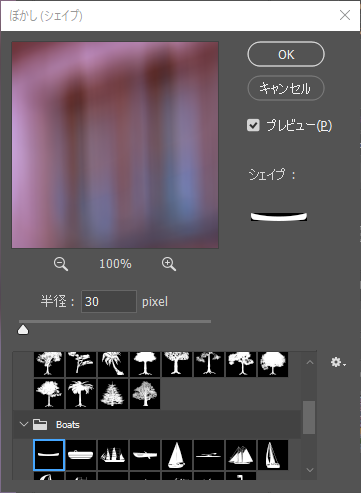 ぼかし (シェイプ)
OK
キャンセル
プレビュー(P)
シェイプ :
100%
半径 : 30 pixel
Boats